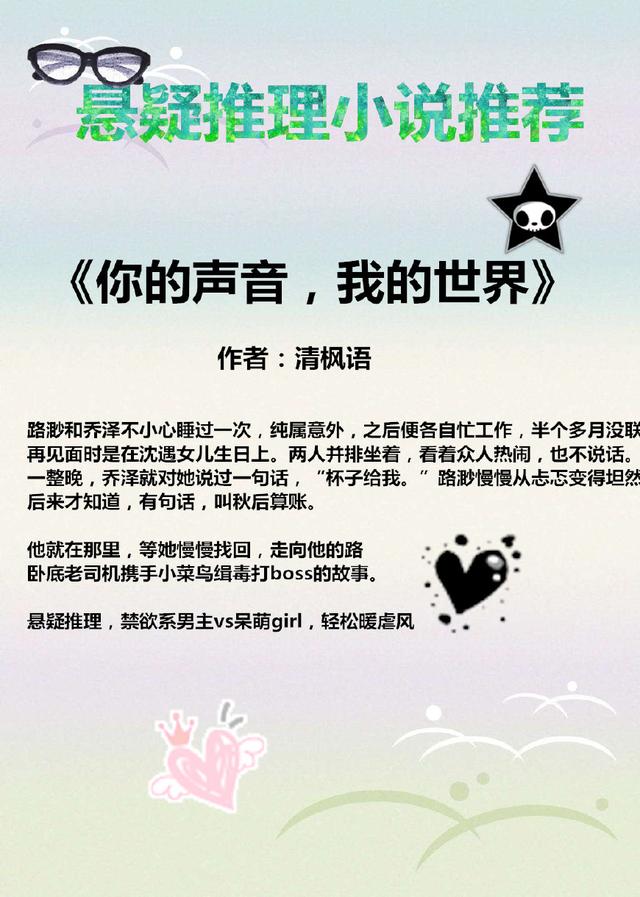 悬疑推理小说推荐
《你的声音，我的世界》
作者：清枫语
路渺和乔泽不小心睡过一次，纯属意外，之后便各自忙工作，半个多月没联
再见面时是在沈遇女儿生日上。两人并排坐着，看着众人热闹，也不说话。
一整晚，乔泽就对她说过一句话，“杯子给我。”路渺慢慢从忐忑变得坦然
后来才知道，有句话，叫秋后算账。
他就在那里，等她慢慢找回，走向他的路
卧底老司机携手小菜鸟缉毒打boss的故事。
悬疑推理，禁欲系男主vs呆萌girl，轻松暖虐风